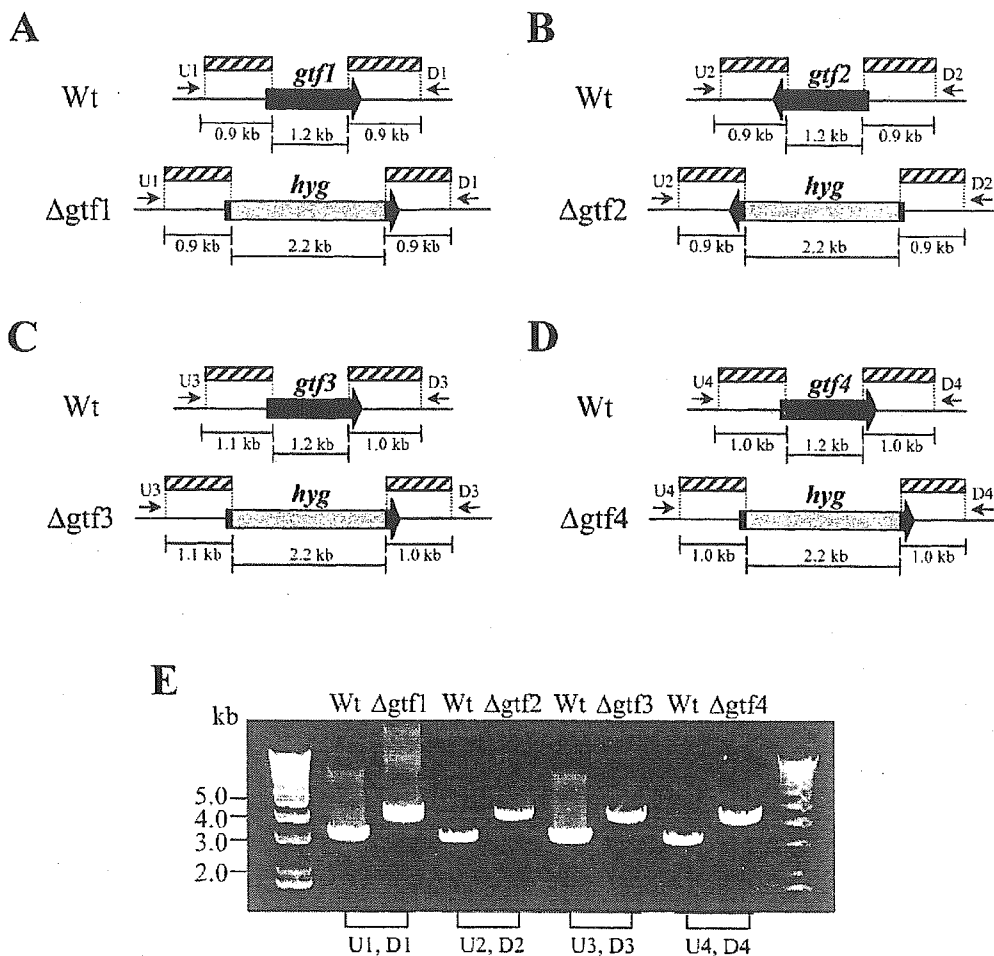 A
U1
gtf1
D1
Wt
0.9 kb
1.2 kb
0.9 kb
U1
hyg
D1
Δgtf1
0.9 kb
2.2 kb
0.9 kb
B
U2
gtf2
D2
Wt
0.9 kb
1.2 kb
0.9 kb
U2
hyg
D2
Δgtf2
0.9 kb
2.2 kb
0.9 kb
C
U3
gtf3
D3
Wt
1.1 kb
1.2 kb
1.0 kb
U3
hyg
D3
Δgtf3
1.1 kb
2.2 kb
1.0 kb
D
U4
gtf4
D4
Wt
1.0 kb
1.2 kb
1.0 kb
U4
hyg
D4
Δgtf4
1.0 kb
2.2 kb
1.0 kb
E
Wt Δgtf1 Wt Δgtf2 Wt Δgtf3 Wt Δgtf4
kb
5.0
4.0
3.0
2.0
U1, D1 U2, D2 U3, D3 U4, D4